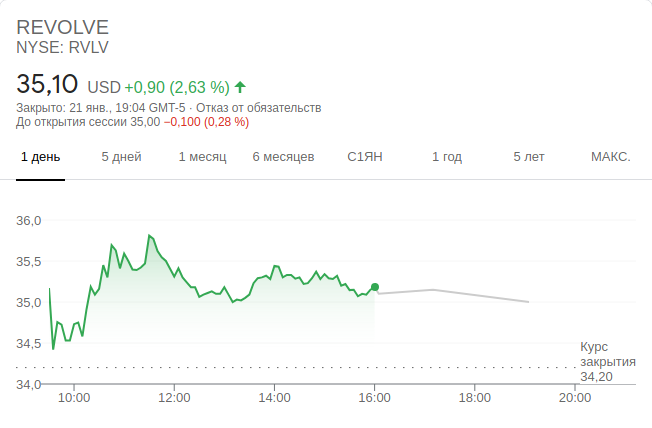 REVOLVE
NYSE: RVLV
35,10 USD +0,90 (2,63 %)
Закрыто: 21 янв., 19:04 GMT-5 · Отказ от обязательств
До открытия сессии 35,00 −0,100 (0,28 %)
1 день 5 дней 1 месяц 6 месяцев С1ЯН 1 год 5 лет МАКС.
36,0
35,5
35,0
34,5
Курс
закрытия
34,20
34,0
10:00 12:00 14:00 16:00 18:00 20:00